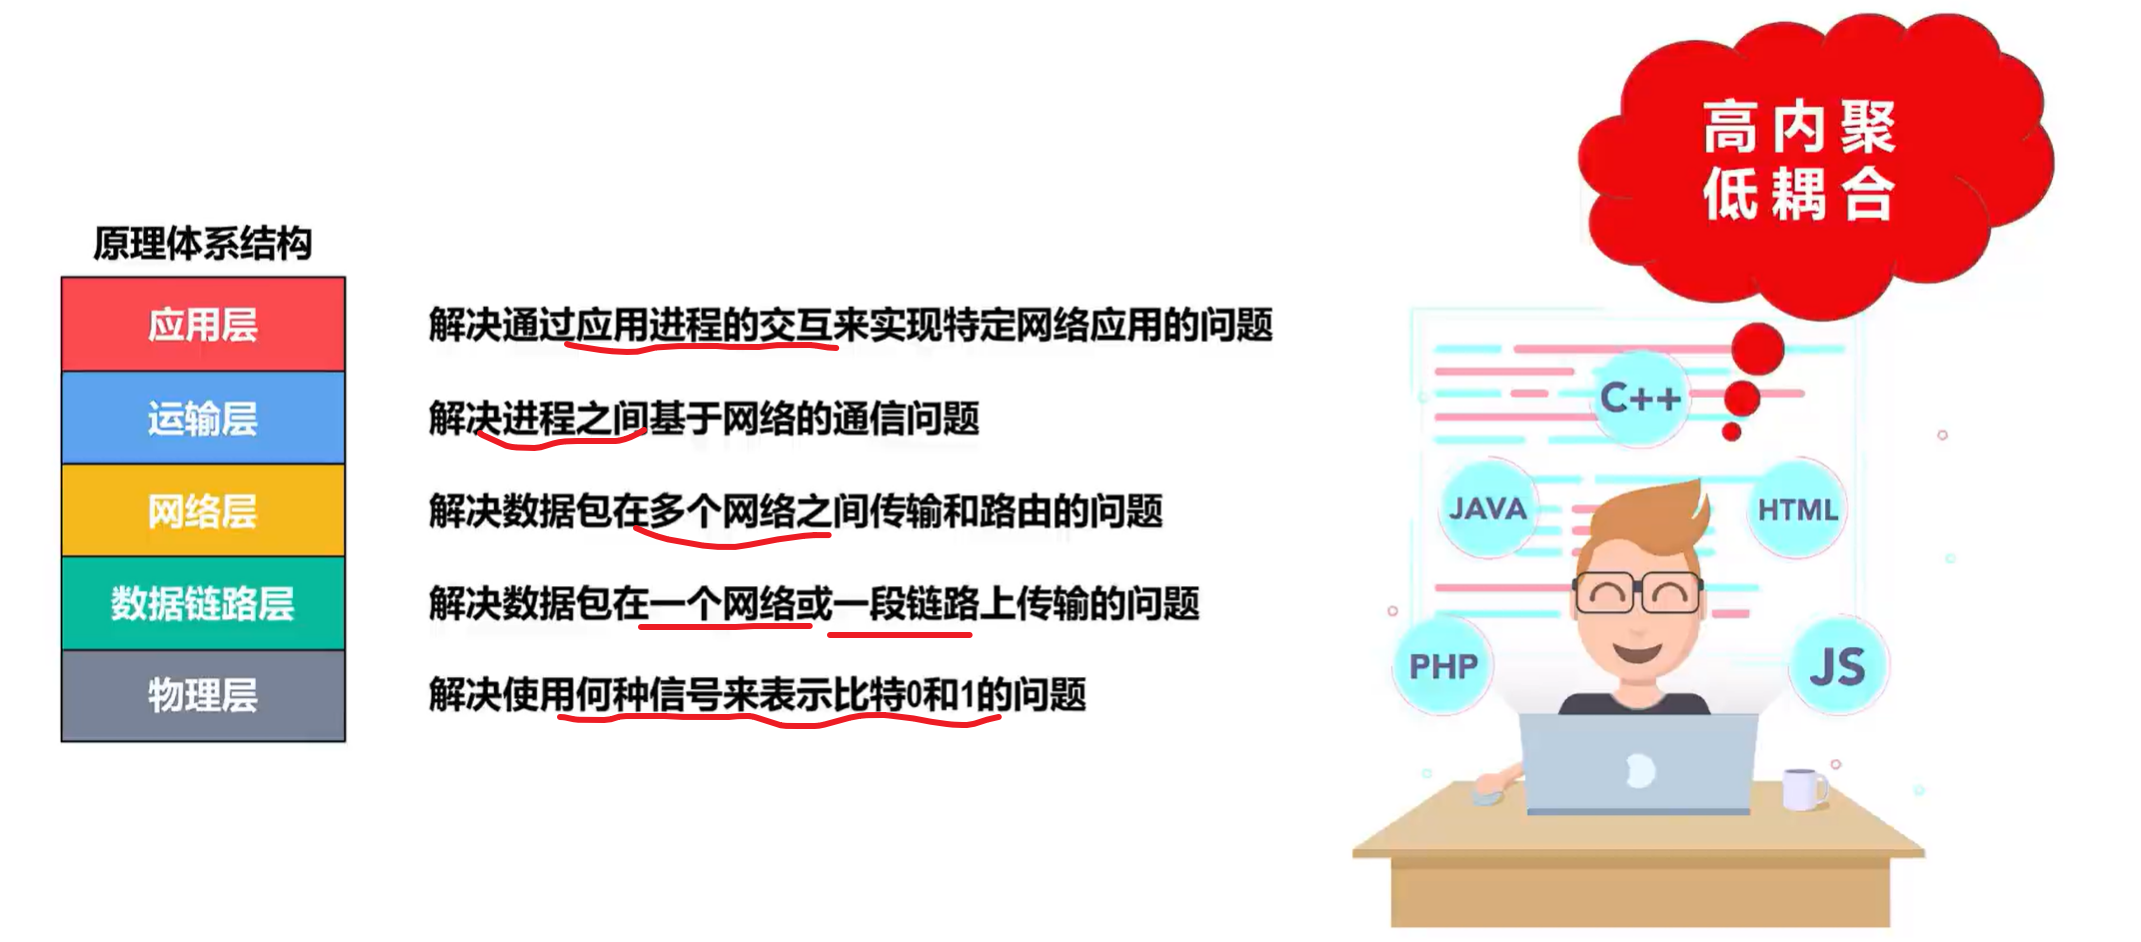 高内聚
低耦合
原理体系结构
应用层
解决通过应用进程的交互来实现特定网络应用的问题
运输层
解决进程之间基于网络的通信问题
网络层
解决数据包在多个网络之间传输和路由的问题
数据链路层
解决数据包在一个网络或一段链路上传输的问题
物理层
解决使用何种信号来表示比特0和1的问题
C++
JAVA
HTML
PHP
JS